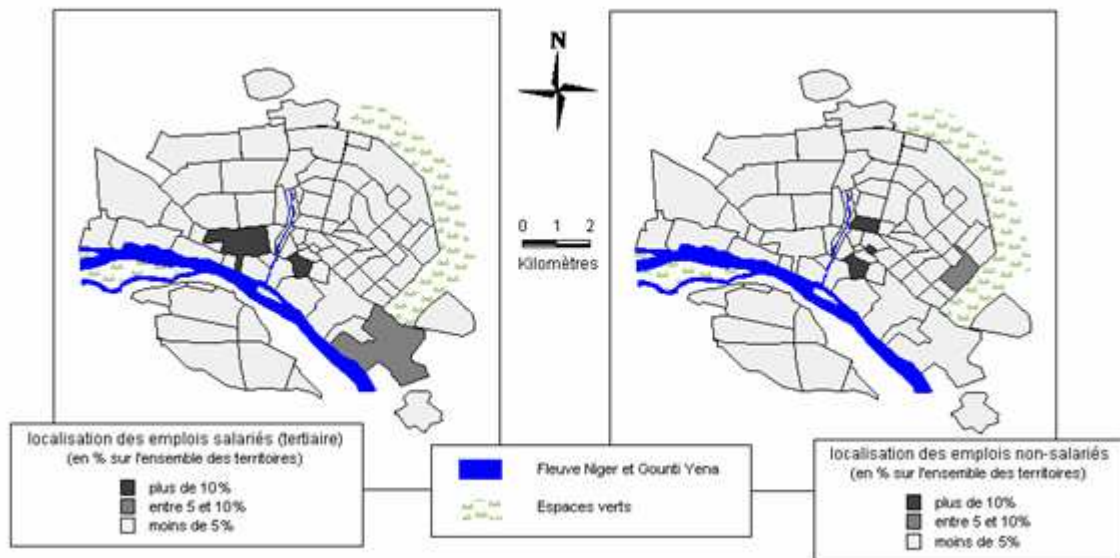 N
0 1 2
Kilomètres
localisation des emplois salariés (tertiaire)
(en % sur l'ensemble des territoires)
plus de 10%
entre 5 et 10%
moins de 5%
Fleuve Niger et Gounti Yena
Espaces verts
localisation des emplois non-salariés
(en % sur l'ensemble des territoires)
plus de 10%
entre 5 et 10%
moins de 5%